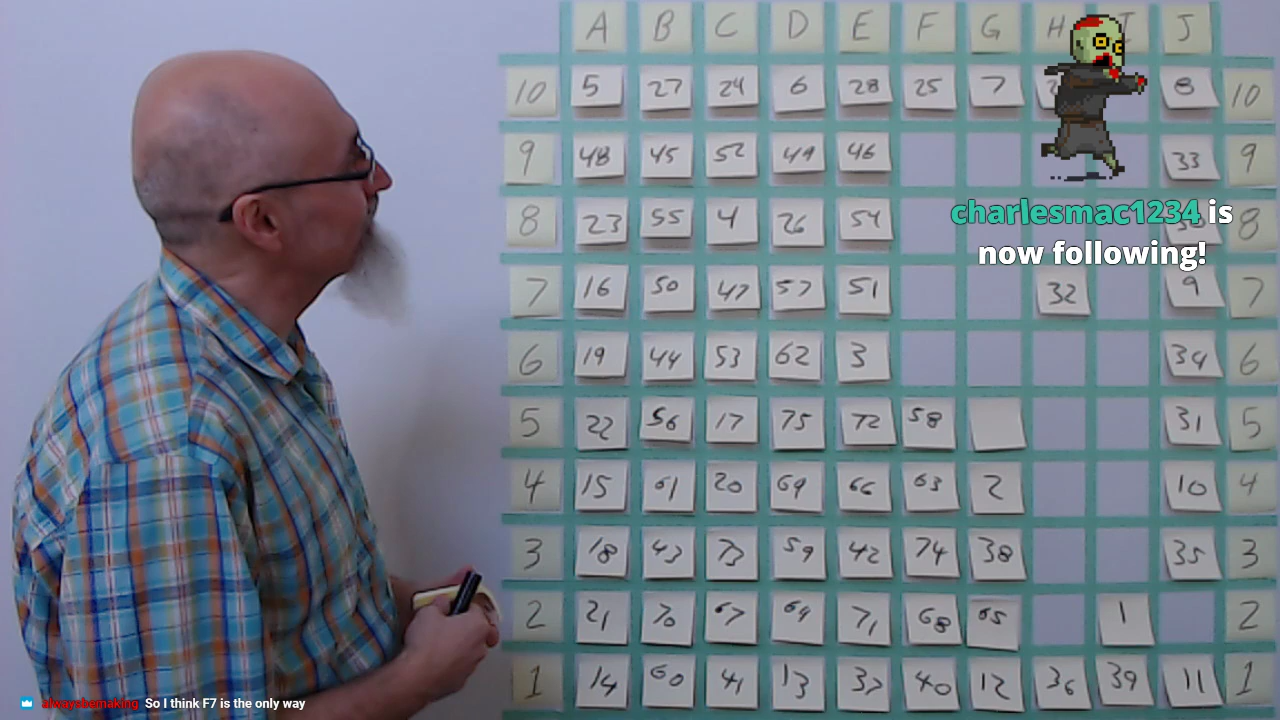 A B C D E F G H I J
10 5 27 24 6 28 25 7 2 8 10
9 48 45 52 49 46 33 9
8 23 55 4 26 54 30 8
7 16 50 47 57 51 32 9 7
6 19 44 53 62 3 34 6
5 22 56 17 75 72 58 31 5
4 15 61 20 69 66 63 2 10 4
3 18 43 73 59 42 74 38 35 3
2 21 70 67 64 71 68 65 1 2
1 14 60 41 13 37 40 12 36 39 11 1
charlesmac1234 is
now following!
alwaysbemaking So I think F7 is the only way